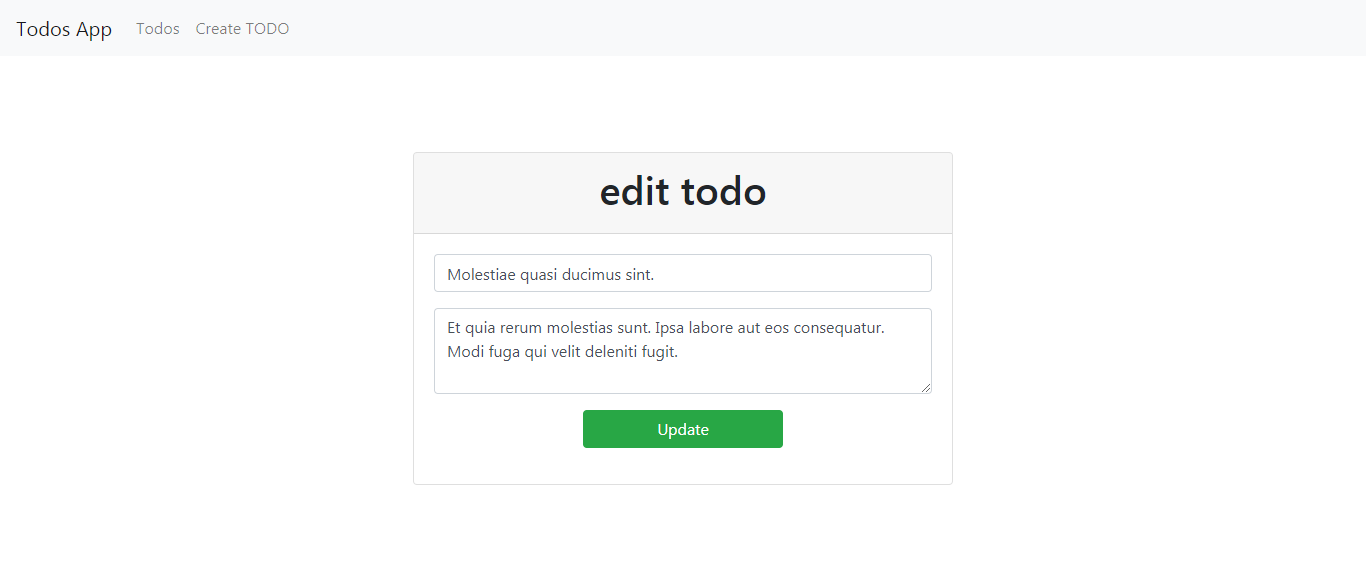 Todos App Todos Create TODO
edit todo
Molestiae quasi ducimus sint.
Et quia rerum molestias sunt. Ipsa labore aut eos consequatur.
Modi fuga qui velit deleniti fugit.
Update